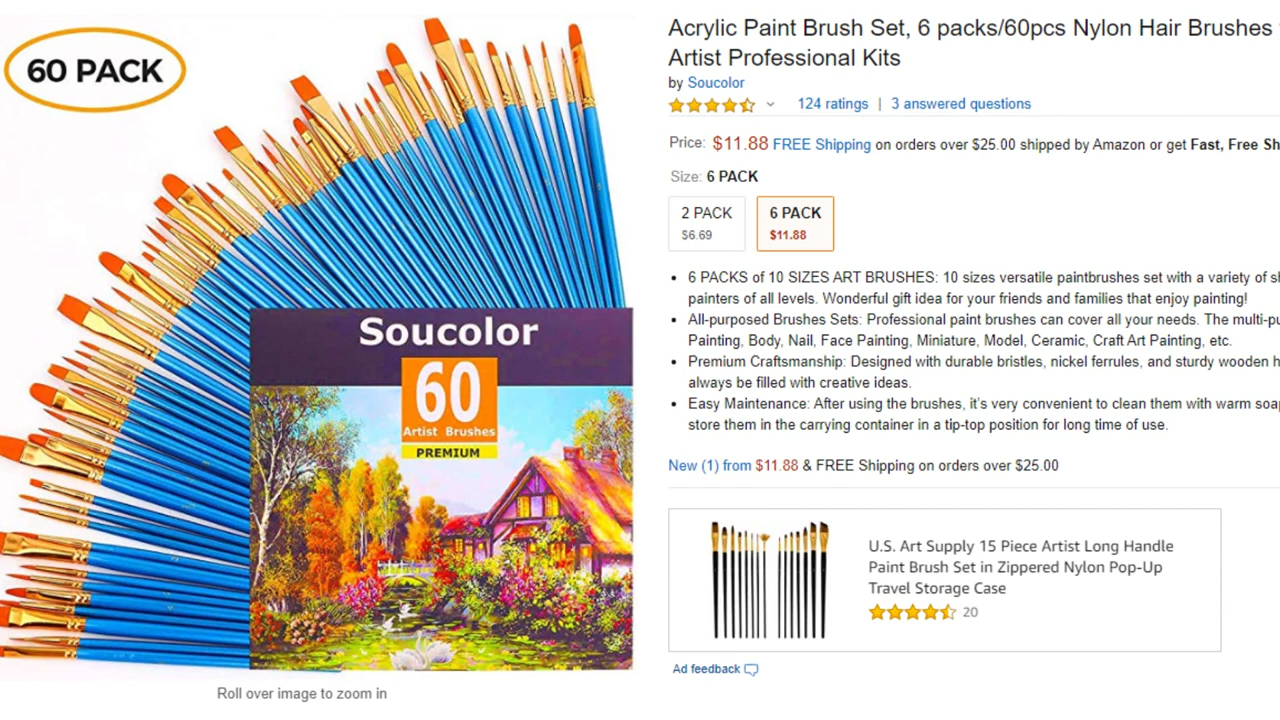 60 PACK
Soucolor
60
Artist Brushes
PREMIUM
Roll over image to zoom in
Acrylic Paint Brush Set, 6 packs/60pcs Nylon Hair Brushes
Artist Professional Kits
by Soucolor
124 ratings | 3 answered questions
Price: $11.88 FREE Shipping on orders over $25.00 shipped by Amazon or get Fast, Free Sh
Size: 6 PACK
2 PACK
$6.69
6 PACK
$11.88
6 PACKS of 10 SIZES ART BRUSHES: 10 sizes versatile paintbrushes set with a variety of s
painters of all levels. Wonderful gift idea for your friends and families that enjoy painting!
All-purposed Brushes Sets: Professional paint brushes can cover all your needs. The multi-pu
Painting, Body, Nail, Face Painting, Miniature, Model, Ceramic, Craft Art Painting, etc.
Premium Craftsmanship: Designed with durable bristles, nickel ferrules, and sturdy wooden h
always be filled with creative ideas.
Easy Maintenance: After using the brushes, it's very convenient to clean them with warm soa
store them in the carrying container in a tip-top position for long time of use.
New (1) from $11.88 & FREE Shipping on orders over $25.00
U.S. Art Supply 15 Piece Artist Long Handle
Paint Brush Set in Zippered Nylon Pop-Up
Travel Storage Case
20
Ad feedback